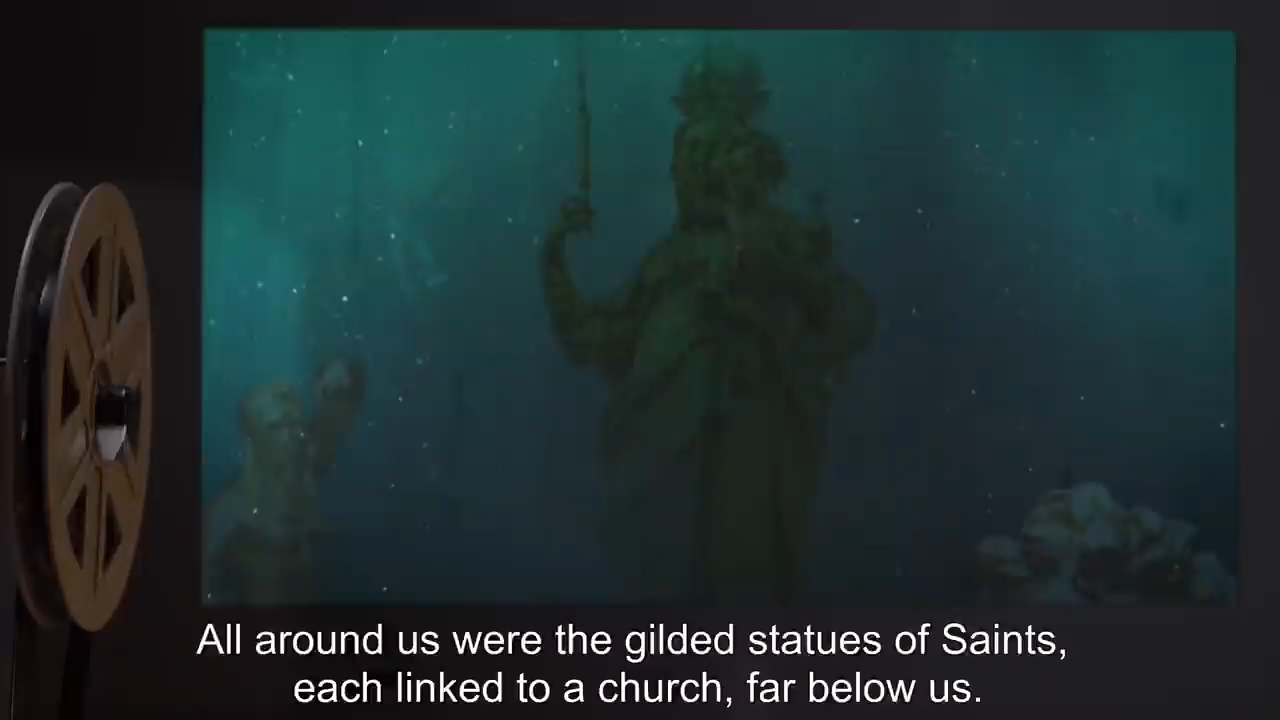 All around us were the gilded statues of Saints,
each linked to a church, far below us.